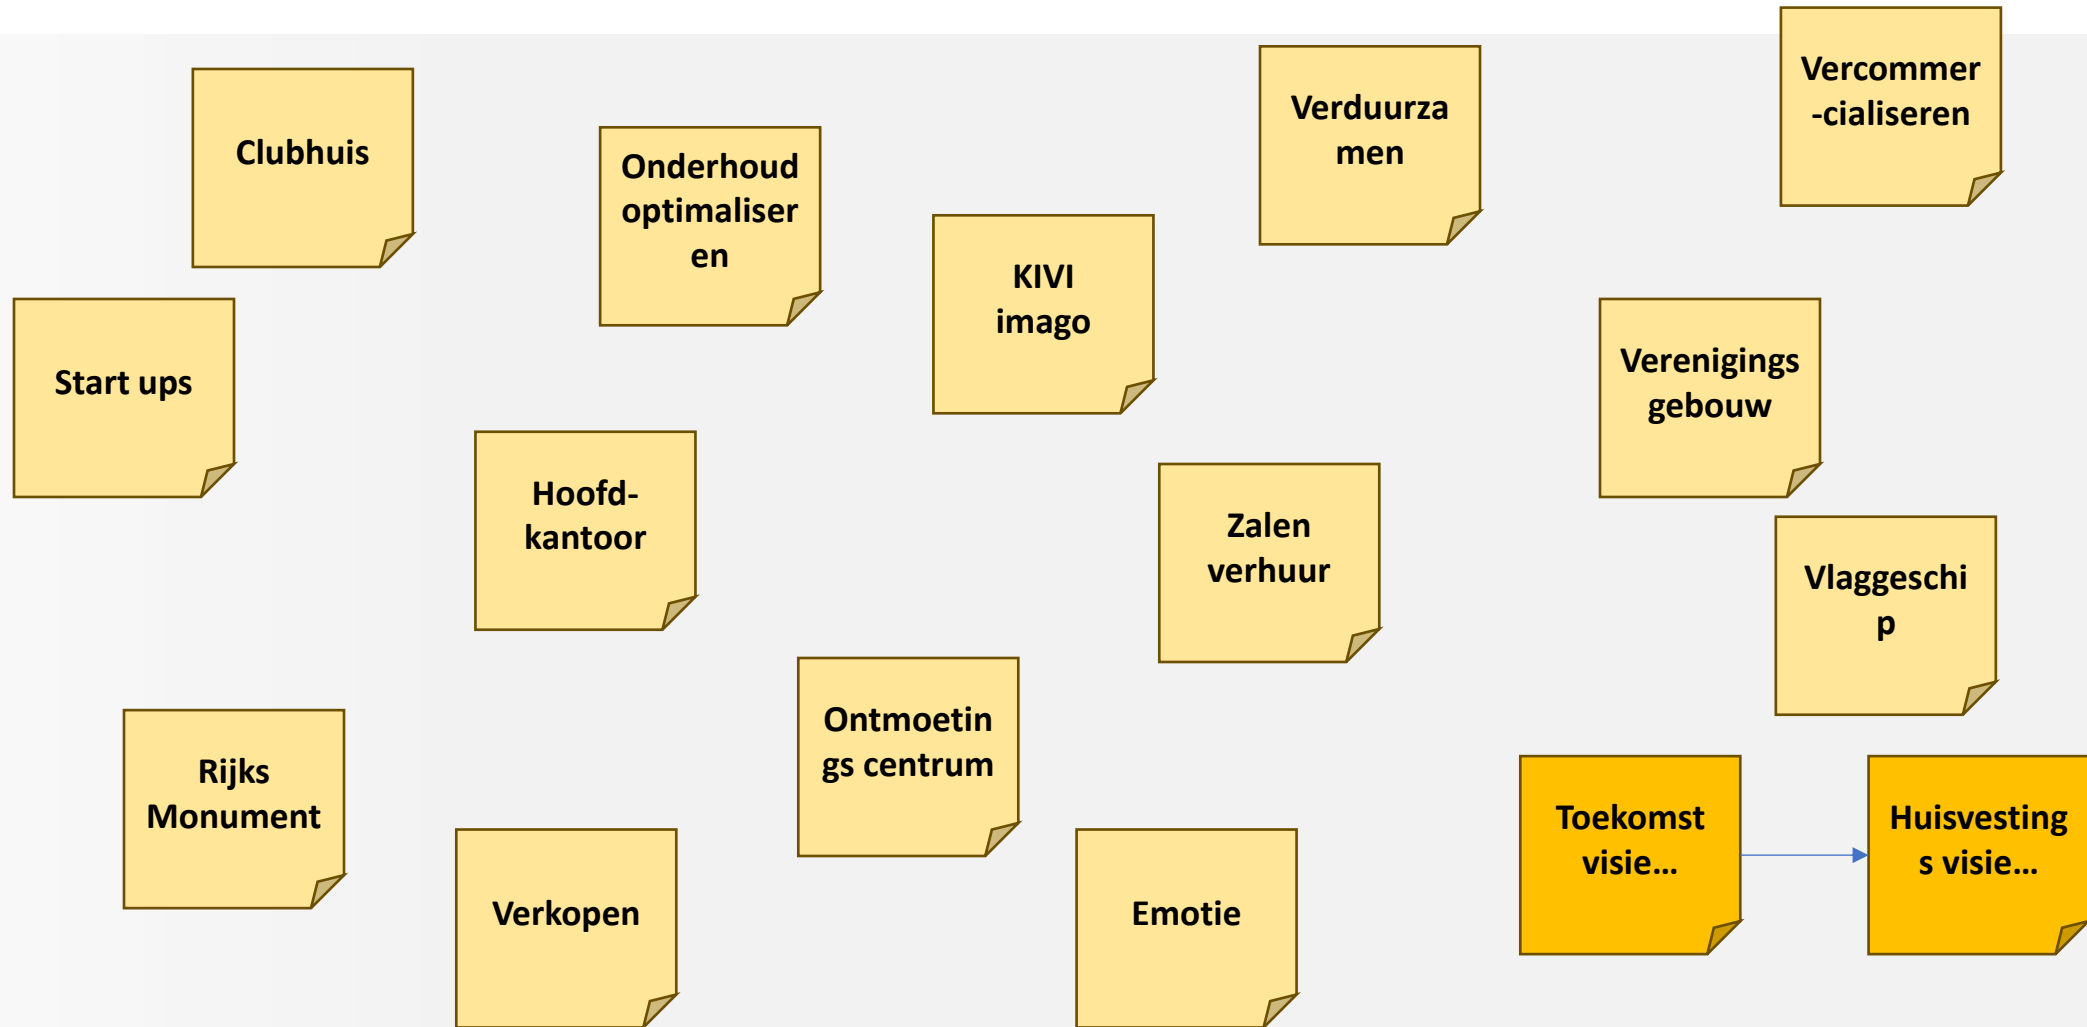 Vercommer
-cialiseren
Clubhuis
Verduurza
men
Onderhoud
optimaliser
en
KIVI
imago
Start ups
Verenigings
gebouw
Hoofd-
kantoor
Zalen
verhuur
Vlaggeschi
p
Rijks
Monument
Ontmoetin
gs centrum
Toekomst
visie...
Huisvesting
s visie...
Verkopen
Emotie